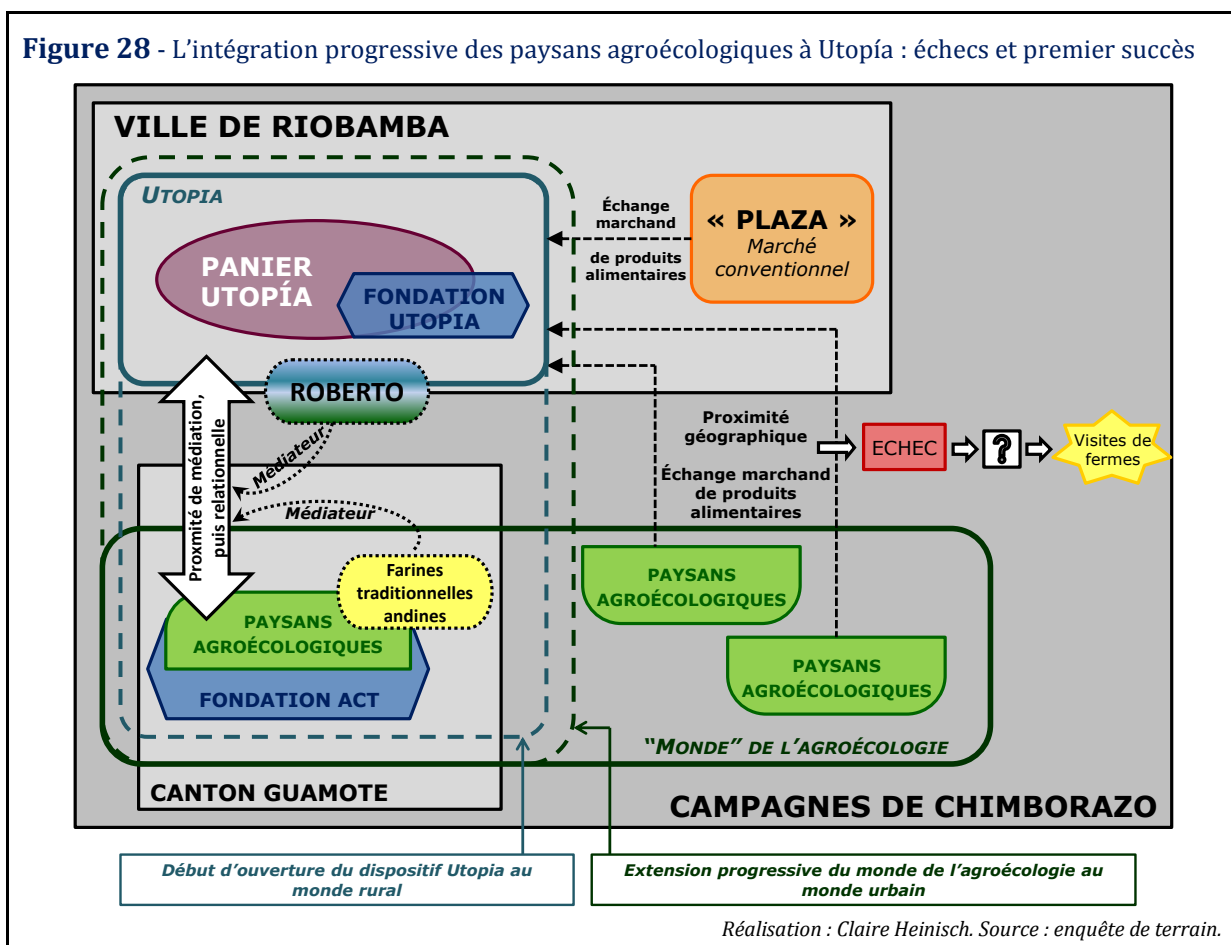 Figure 28 - L'intégration progressive des paysans agroécologiques à Utopía : échecs et premier succès
VILLE DE RIOBAMBA
UTOPIA
PANIER
UTOPÍA
FONDATION
UTOPIA
Échange
marchand
de produits
alimentaires
« PLAZA »
Marché
conventionnel
ROBERTO
Médiateur
Médiateur
Proxmité de médiation,
puis relationnelle
Proximité
géographique
Échange marchand
de produits
alimentaires
ECHEC
?
Visites de
fermes
Farines
traditionnelles
andines
PAYSANS
AGROÉCOLOGIQUES
FONDATION ACT
PAYSANS
AGROÉCOLOGIQUES
PAYSANS
AGROÉCOLOGIQUES
"MONDE" DE L'AGROÉCOLOGIE
CANTON GUAMOTE
CAMPAGNES DE CHIMBORAZO
Début d'ouverture du dispositif Utopia au
monde rural
Extension progressive du monde de l'agroécologie au
monde urbain
Réalisation : Claire Heinisch. Source : enquête de terrain.